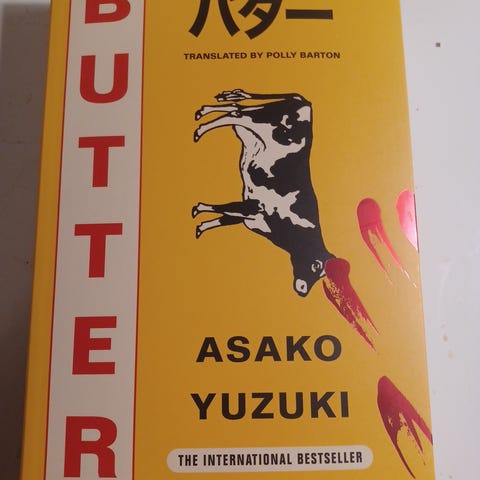 BUTTER
バター
TRANSLATED BY POLLY BARTON
ASAKO
YUZUKI
THE INTERNATIONAL BESTSELLER